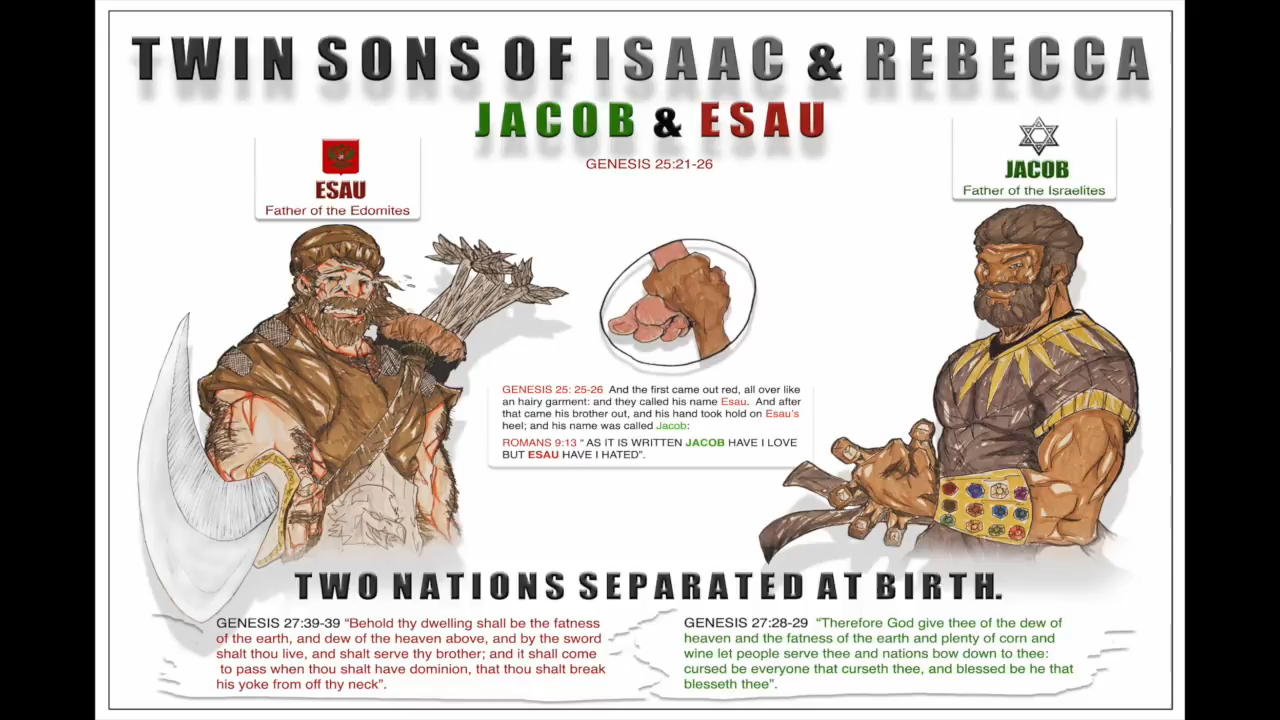 TWIN SONS OF ISAAC & REBECCA
JACOB & ESAU
GENESIS 25:21-26
ESAU
Father of the Edomites
JACOB
Father of the Israelites
GENESIS 25: 25-26 And the first came out red, all over like
an hairy garment: and they called his name Esau. And after
that came his brother out, and his hand took hold on Esau's
heel; and his name was called Jacob:
ROMANS 9:13 “ AS IT IS WRITTEN JACOB HAVE I LOVE
BUT ESAU HAVE I HATED”.
TWO NATIONS SEPARATED AT BIRTH.
GENESIS 27:39-39 “Behold thy dwelling shall be the fatness
of the earth, and dew of the heaven above, and by the sword
shalt thou live, and shalt serve thy brother; and it shall come
to pass when thou shalt have dominion, that thou shalt break
his yoke from off thy neck”.
GENESIS 27:28-29 “Therefore God give thee of the dew of
heaven and the fatness of the earth and plenty of corn and
wine let people serve thee and nations bow down to thee:
cursed be everyone that curseth thee, and blessed be he that
blesseth thee”.